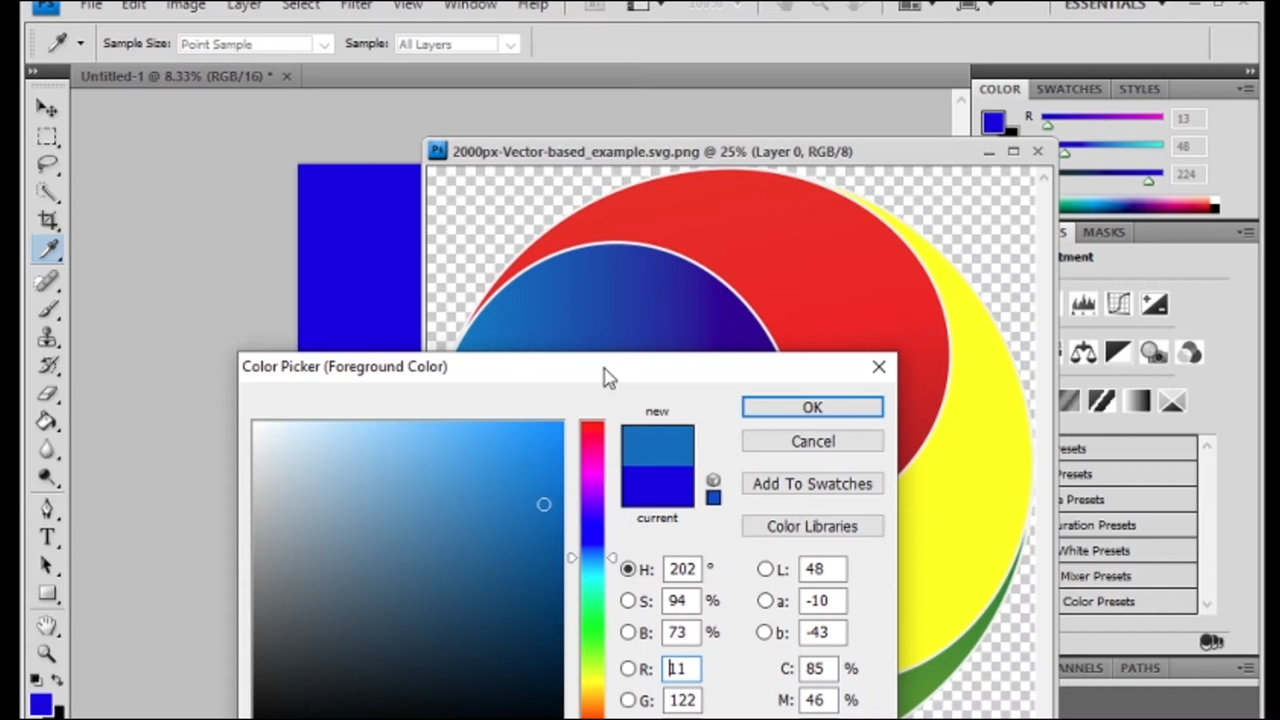 Ps File Edit Image Layer Select Filter View Window Help 100% ESSENTIALS
Sample Size: Point Sample Sample: All Layers
Untitled-1 @ 8.33% (RGB/16) * ×
COLOR SWATCHES STYLES
R 13
48
224
Ps 2000px-Vector-based_example.svg.png @ 25% (Layer 0, RGB/8)
S MASKS
tment
Color Picker (Foreground Color)
new
OK
Cancel
Add To Swatches
current
Color Libraries
H: 202 ° L: 48
S: 94 % a: -10
B: 73 % b: -43
R: 11 C: 85 %
G: 122 M: 46 %
esets
Presets
e Presets
uration Presets
White Presets
Mixer Presets
Color Presets
ANNELS PATHS
T